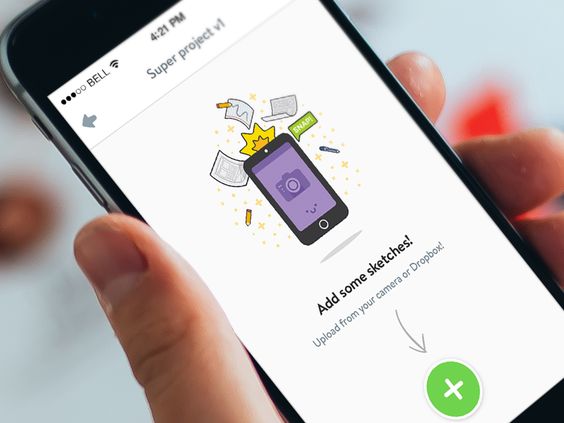 BELL
4:21 PM
Super project v1
SNAP!
Add some sketches!
Upload from your camera or Dropbox!